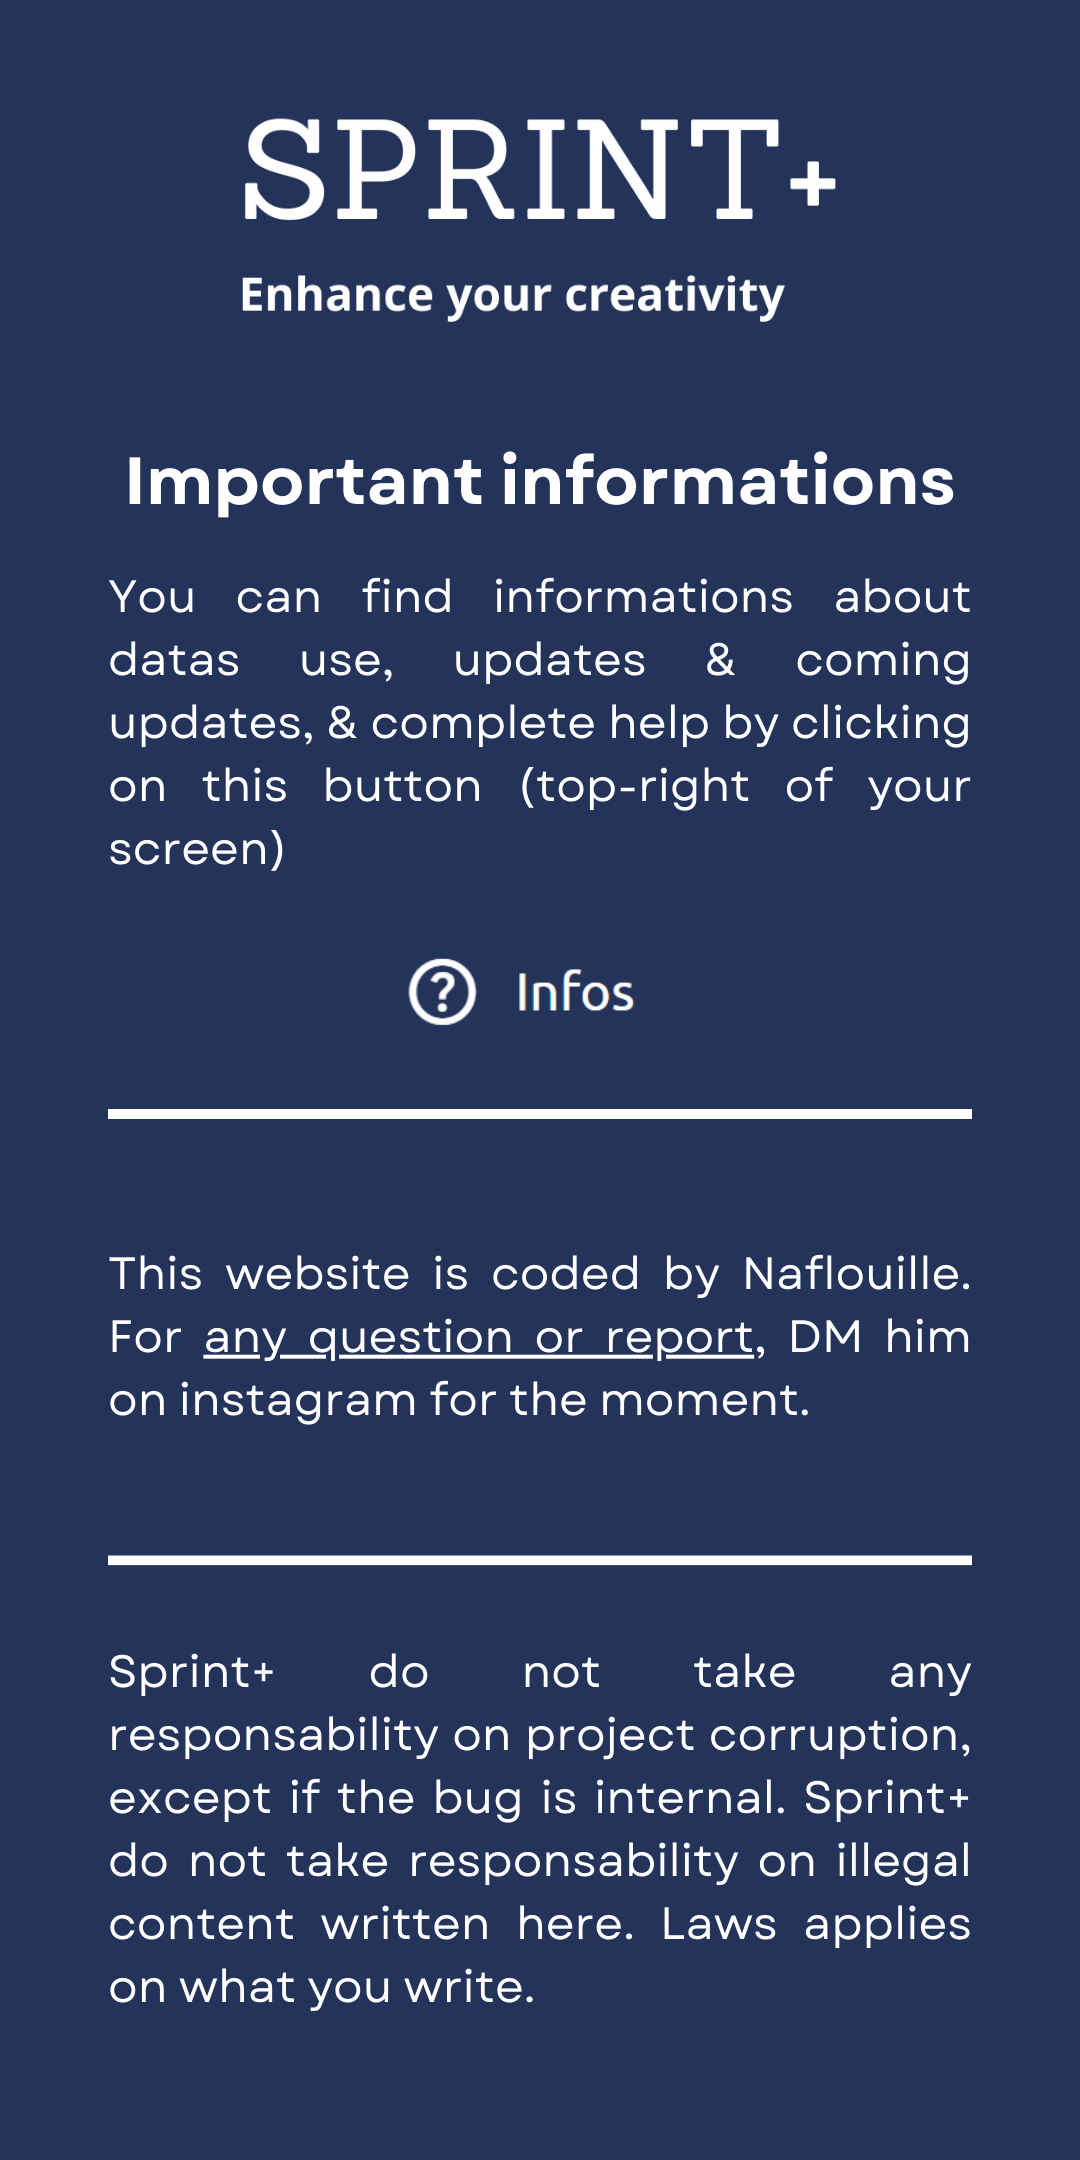 SPRINT+
Enhance your creativity
Important informations
You can find informations about
datas use, updates & coming
updates, & complete help by clicking
on this button (top-right of your
screen)
Infos
This website is coded by Naflouille.
For any question or report, DM him
on instagram for the moment.
Sprint+ do not take any
responsability on project corruption,
except if the bug is internal. Sprint+
do not take responsability on illegal
content written here. Laws applies
on what you write.